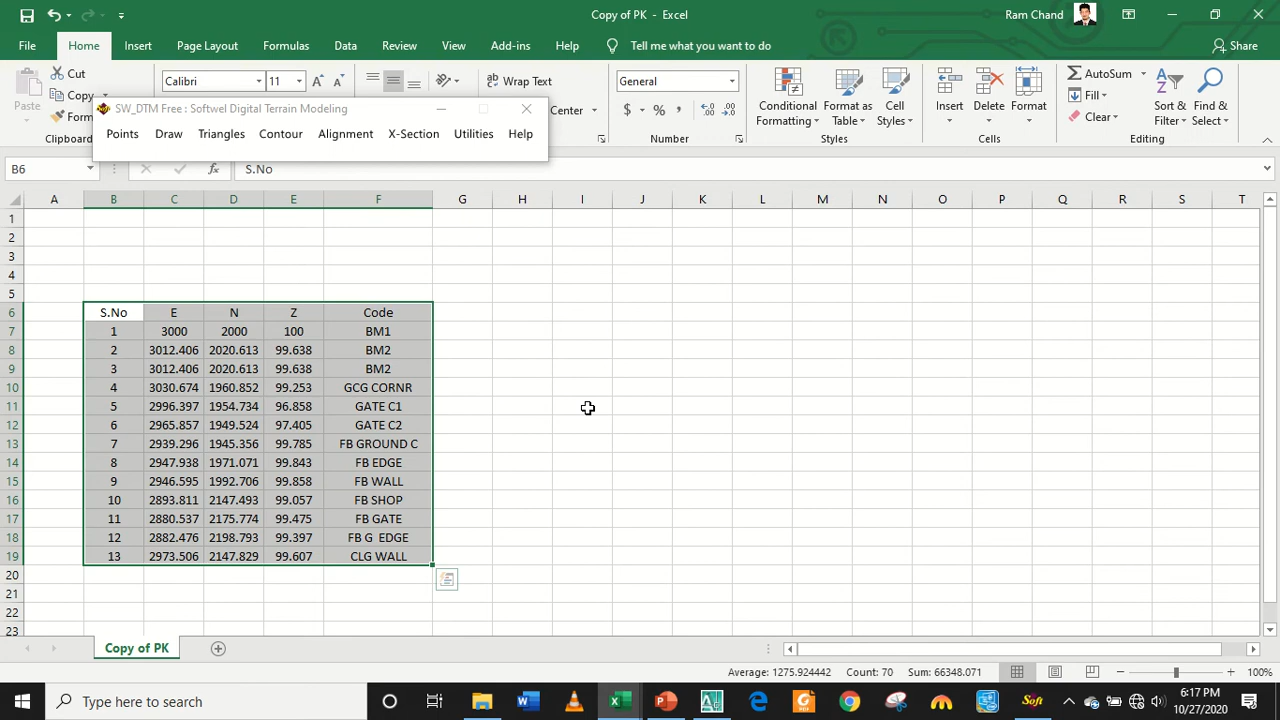 Copy of PK - Excel
Ram Chand
File Home Insert Page Layout Formulas Data Review View Add-ins Help Tell me what you want to do Share
Cut
Copy
Form
Paste
Clipboard
Calibri 11
Wrap Text
Center
General
$ % ,
Number
Conditional Formatting
Format as Table
Cell Styles
Styles
Insert Delete Format
Cells
AutoSum
Fill
Clear
Sort & Filter
Find & Select
Editing
SW_DTM Free : Softwel Digital Terrain Modeling
Points Draw Triangles Contour Alignment X-Section Utilities Help
B6 fx S.No
A B C D E F G H I J K L M N O P Q R S T
1
2
3
4
5
6 S.No E N Z Code
7 1 3000 2000 100 BM1
8 2 3012.406 2020.613 99.638 BM2
9 3 3012.406 2020.613 99.638 BM2
10 4 3030.674 1960.852 99.253 GCG CORNR
11 5 2996.397 1954.734 96.858 GATE C1
12 6 2965.857 1949.524 97.405 GATE C2
13 7 2939.296 1945.356 99.785 FB GROUND C
14 8 2947.938 1971.071 99.843 FB EDGE
15 9 2946.595 1992.706 99.858 FB WALL
16 10 2893.811 2147.493 99.057 FB SHOP
17 11 2880.537 2175.774 99.475 FB GATE
18 12 2882.476 2198.793 99.397 FB G EDGE
19 13 2973.506 2147.829 99.607 CLG WALL
20
21
22
23
Copy of PK
Average: 1275.924442 Count: 70 Sum: 66348.071 100%
Type here to search
Soft
6:17 PM
10/27/2020